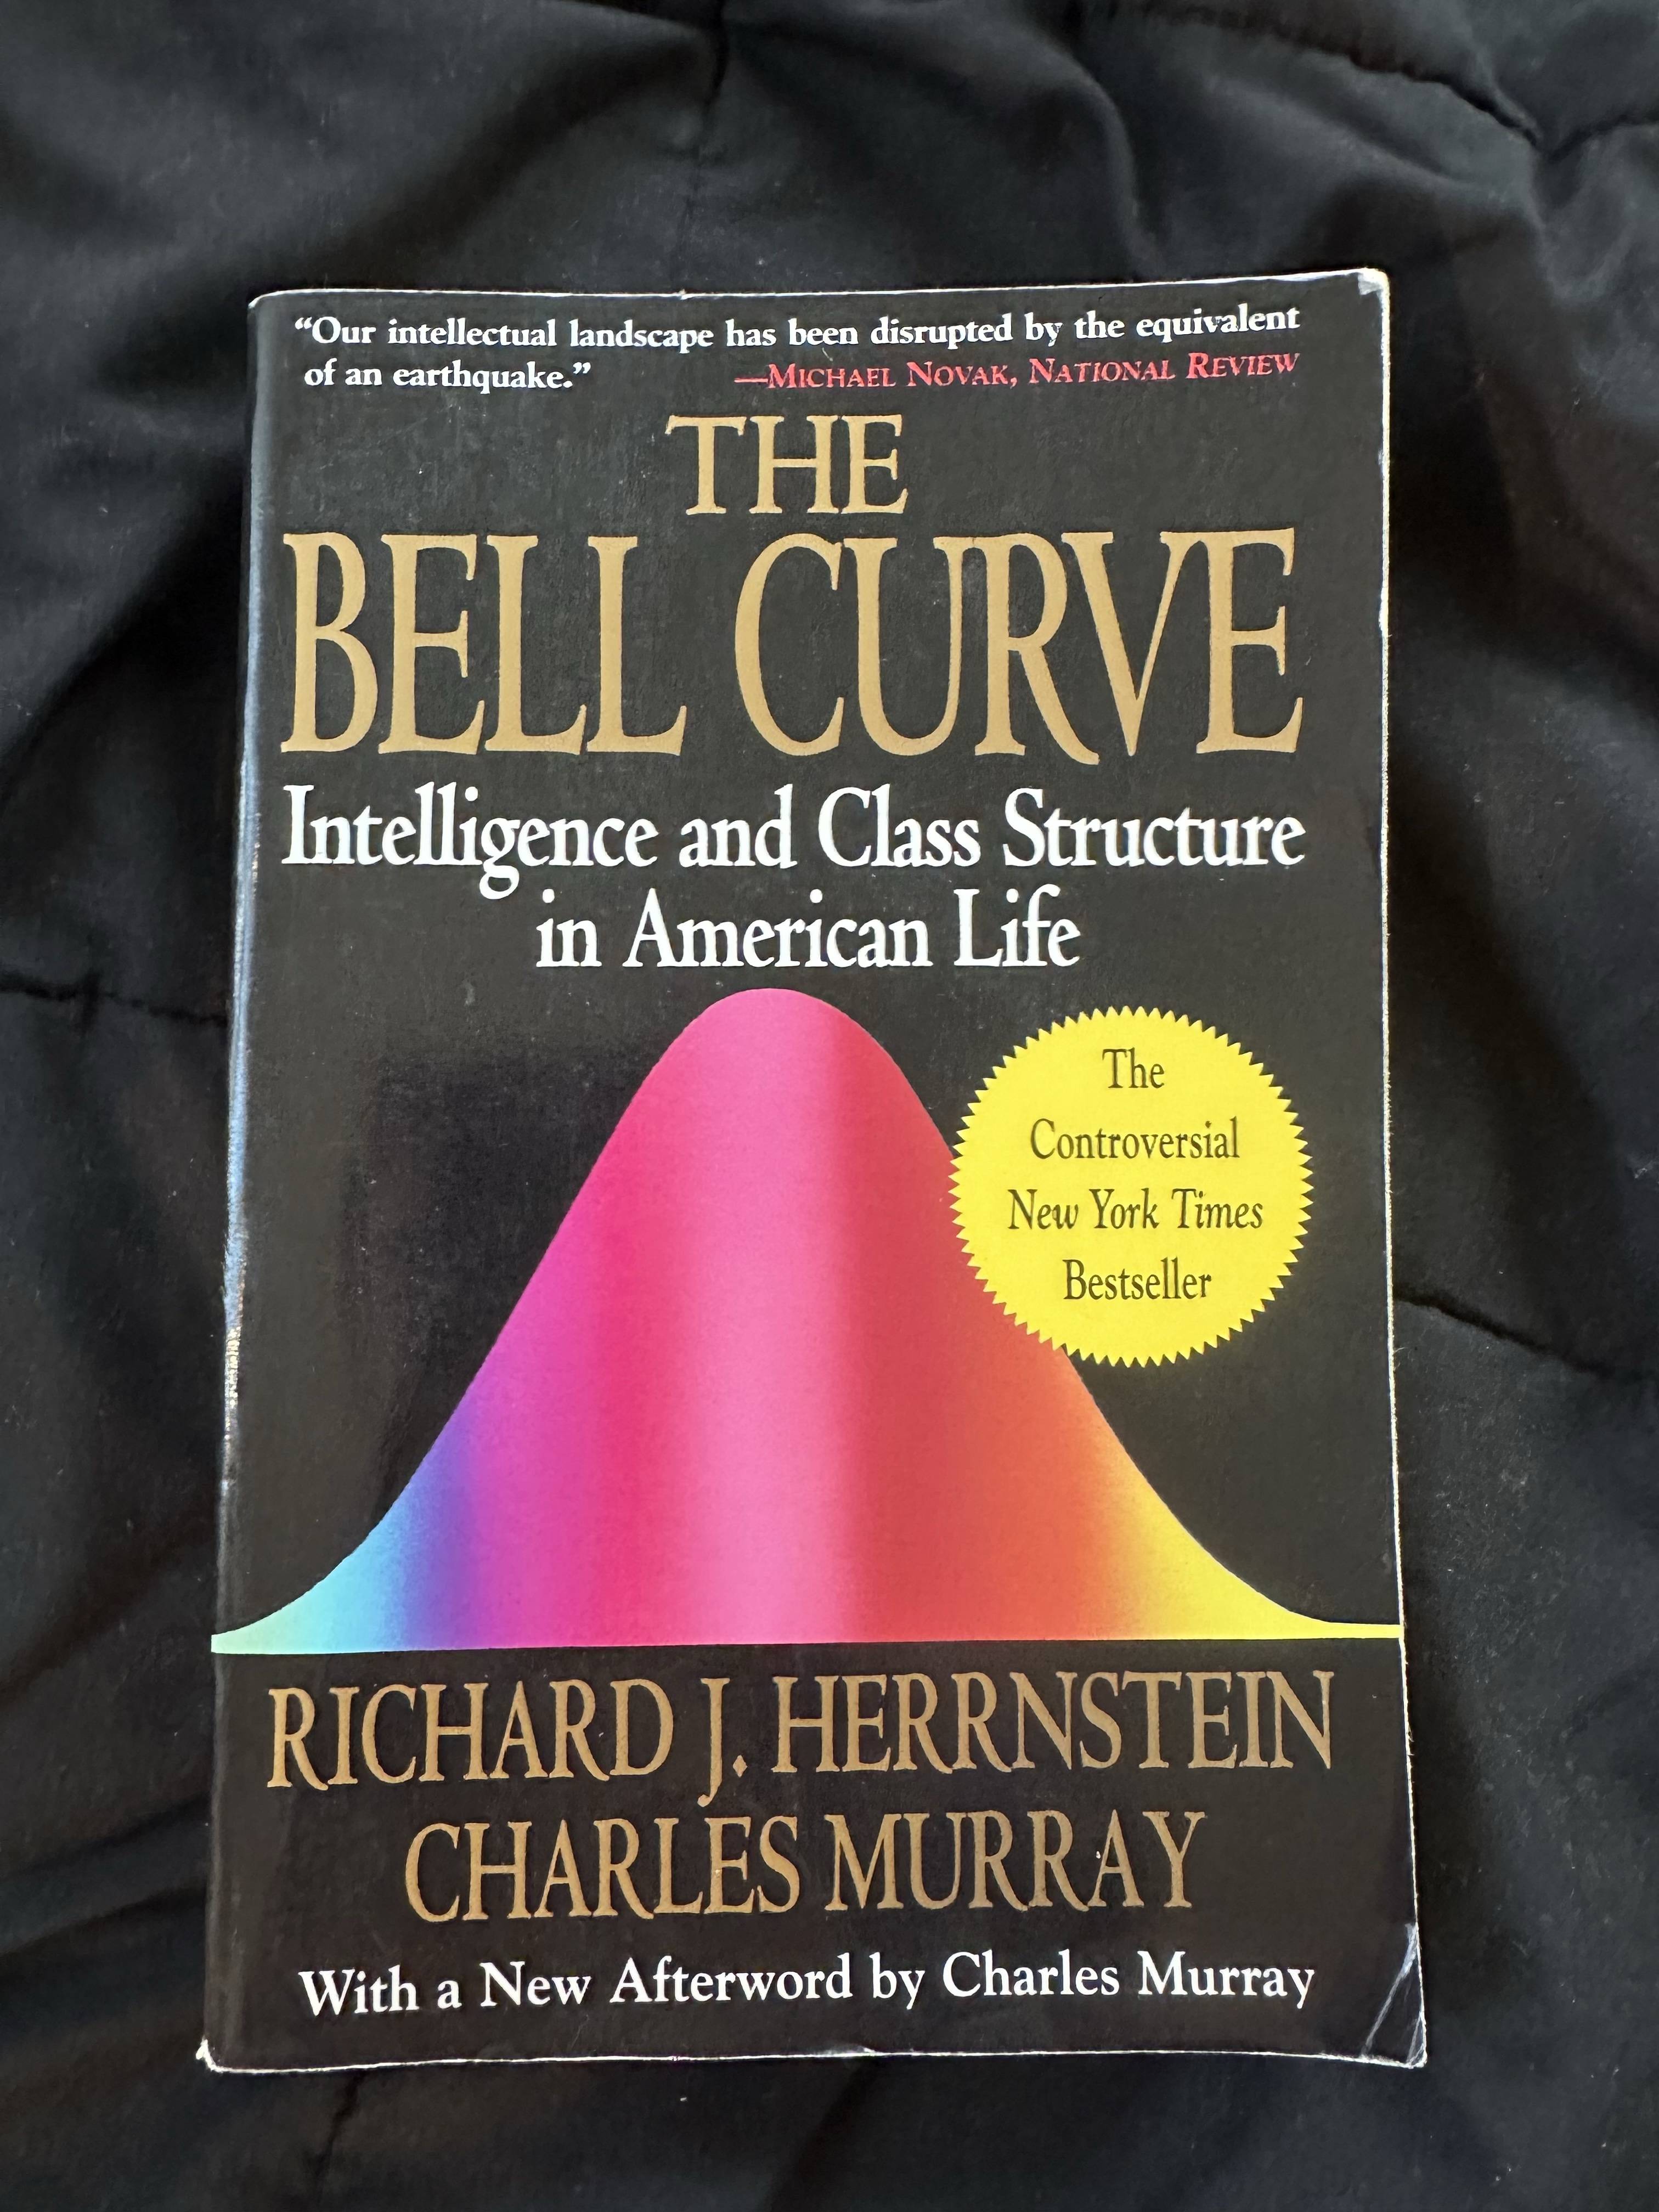 “Our intellectual landscape has been disrupted by the equivalent
of an earthquake.” —MICHAEL NOVAK, NATIONAL REVIEW
THE
BELL CURVE
Intelligence and Class Structure
in American Life
The
Controversial
New York Times
Bestseller
RICHARD J. HERRNSTEIN
CHARLES MURRAY
With a New Afterword by Charles Murray